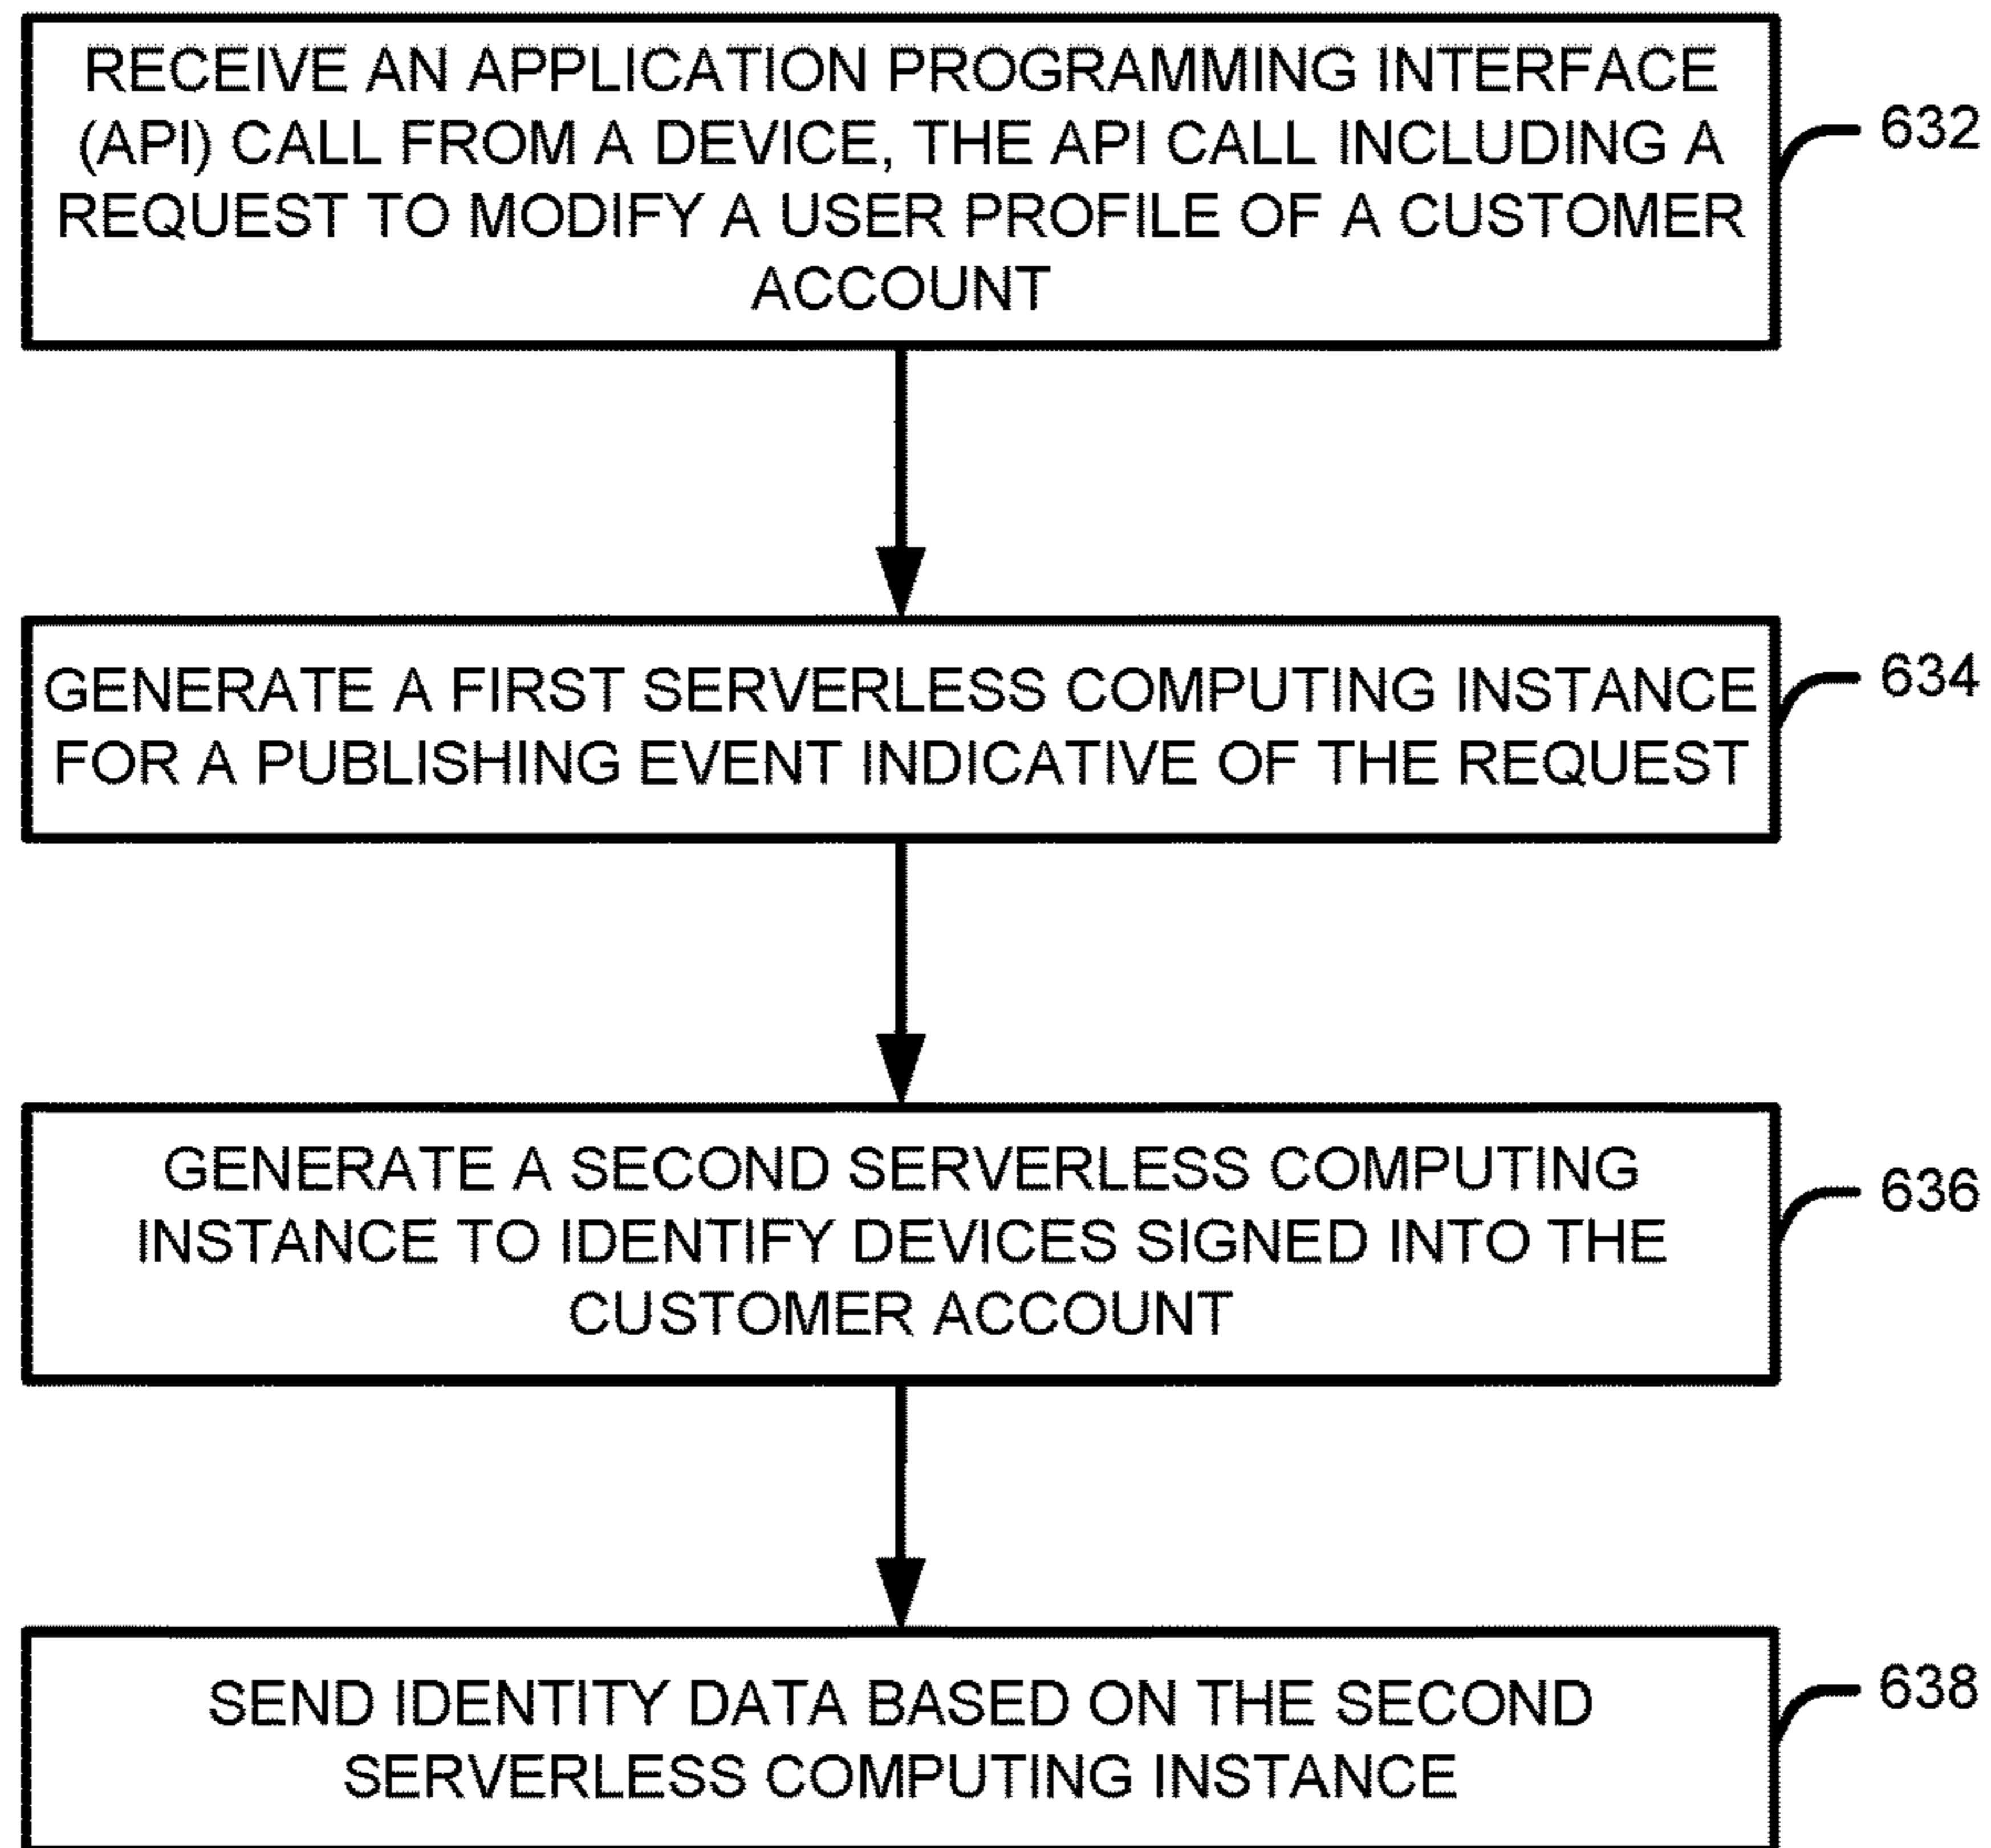 RECEIVE AN APPLICATION PROGRAMMING INTERFACE
(API) CALL FROM A DEVICE, THE API CALL INCLUDING A
REQUEST TO MODIFY A USER PROFILE OF A CUSTOMER
ACCOUNT
632
GENERATE A FIRST SERVERLESS COMPUTING INSTANCE
FOR A PUBLISHING EVENT INDICATIVE OF THE REQUEST
634
GENERATE A SECOND SERVERLESS COMPUTING
INSTANCE TO IDENTIFY DEVICES SIGNED INTO THE
CUSTOMER ACCOUNT
636
SEND IDENTITY DATA BASED ON THE SECOND
SERVERLESS COMPUTING INSTANCE
638